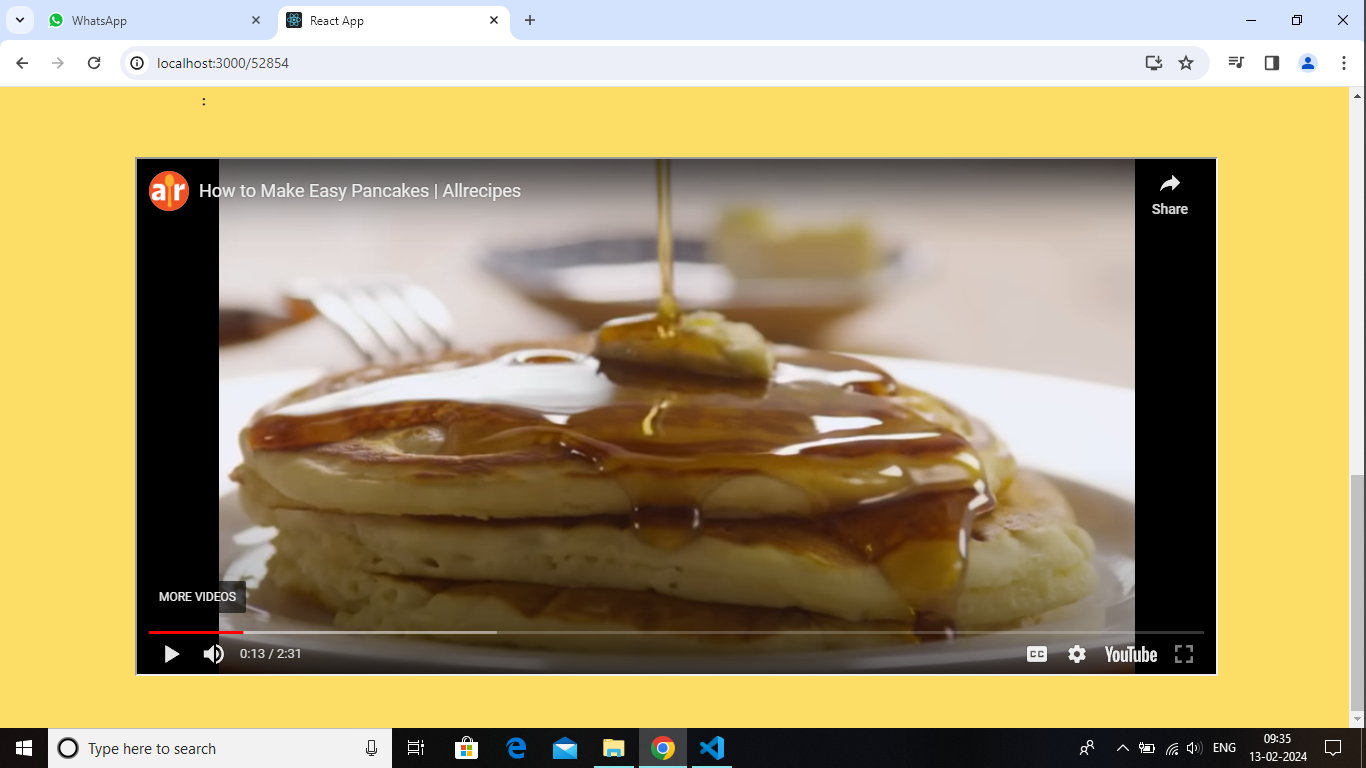 WhatsApp
React App
localhost:3000/52854
:
ar How to Make Easy Pancakes | Allrecipes
Share
MORE VIDEOS
0:13 / 2:31
CC
YouTube
Type here to search
ENG
09:35
13-02-2024